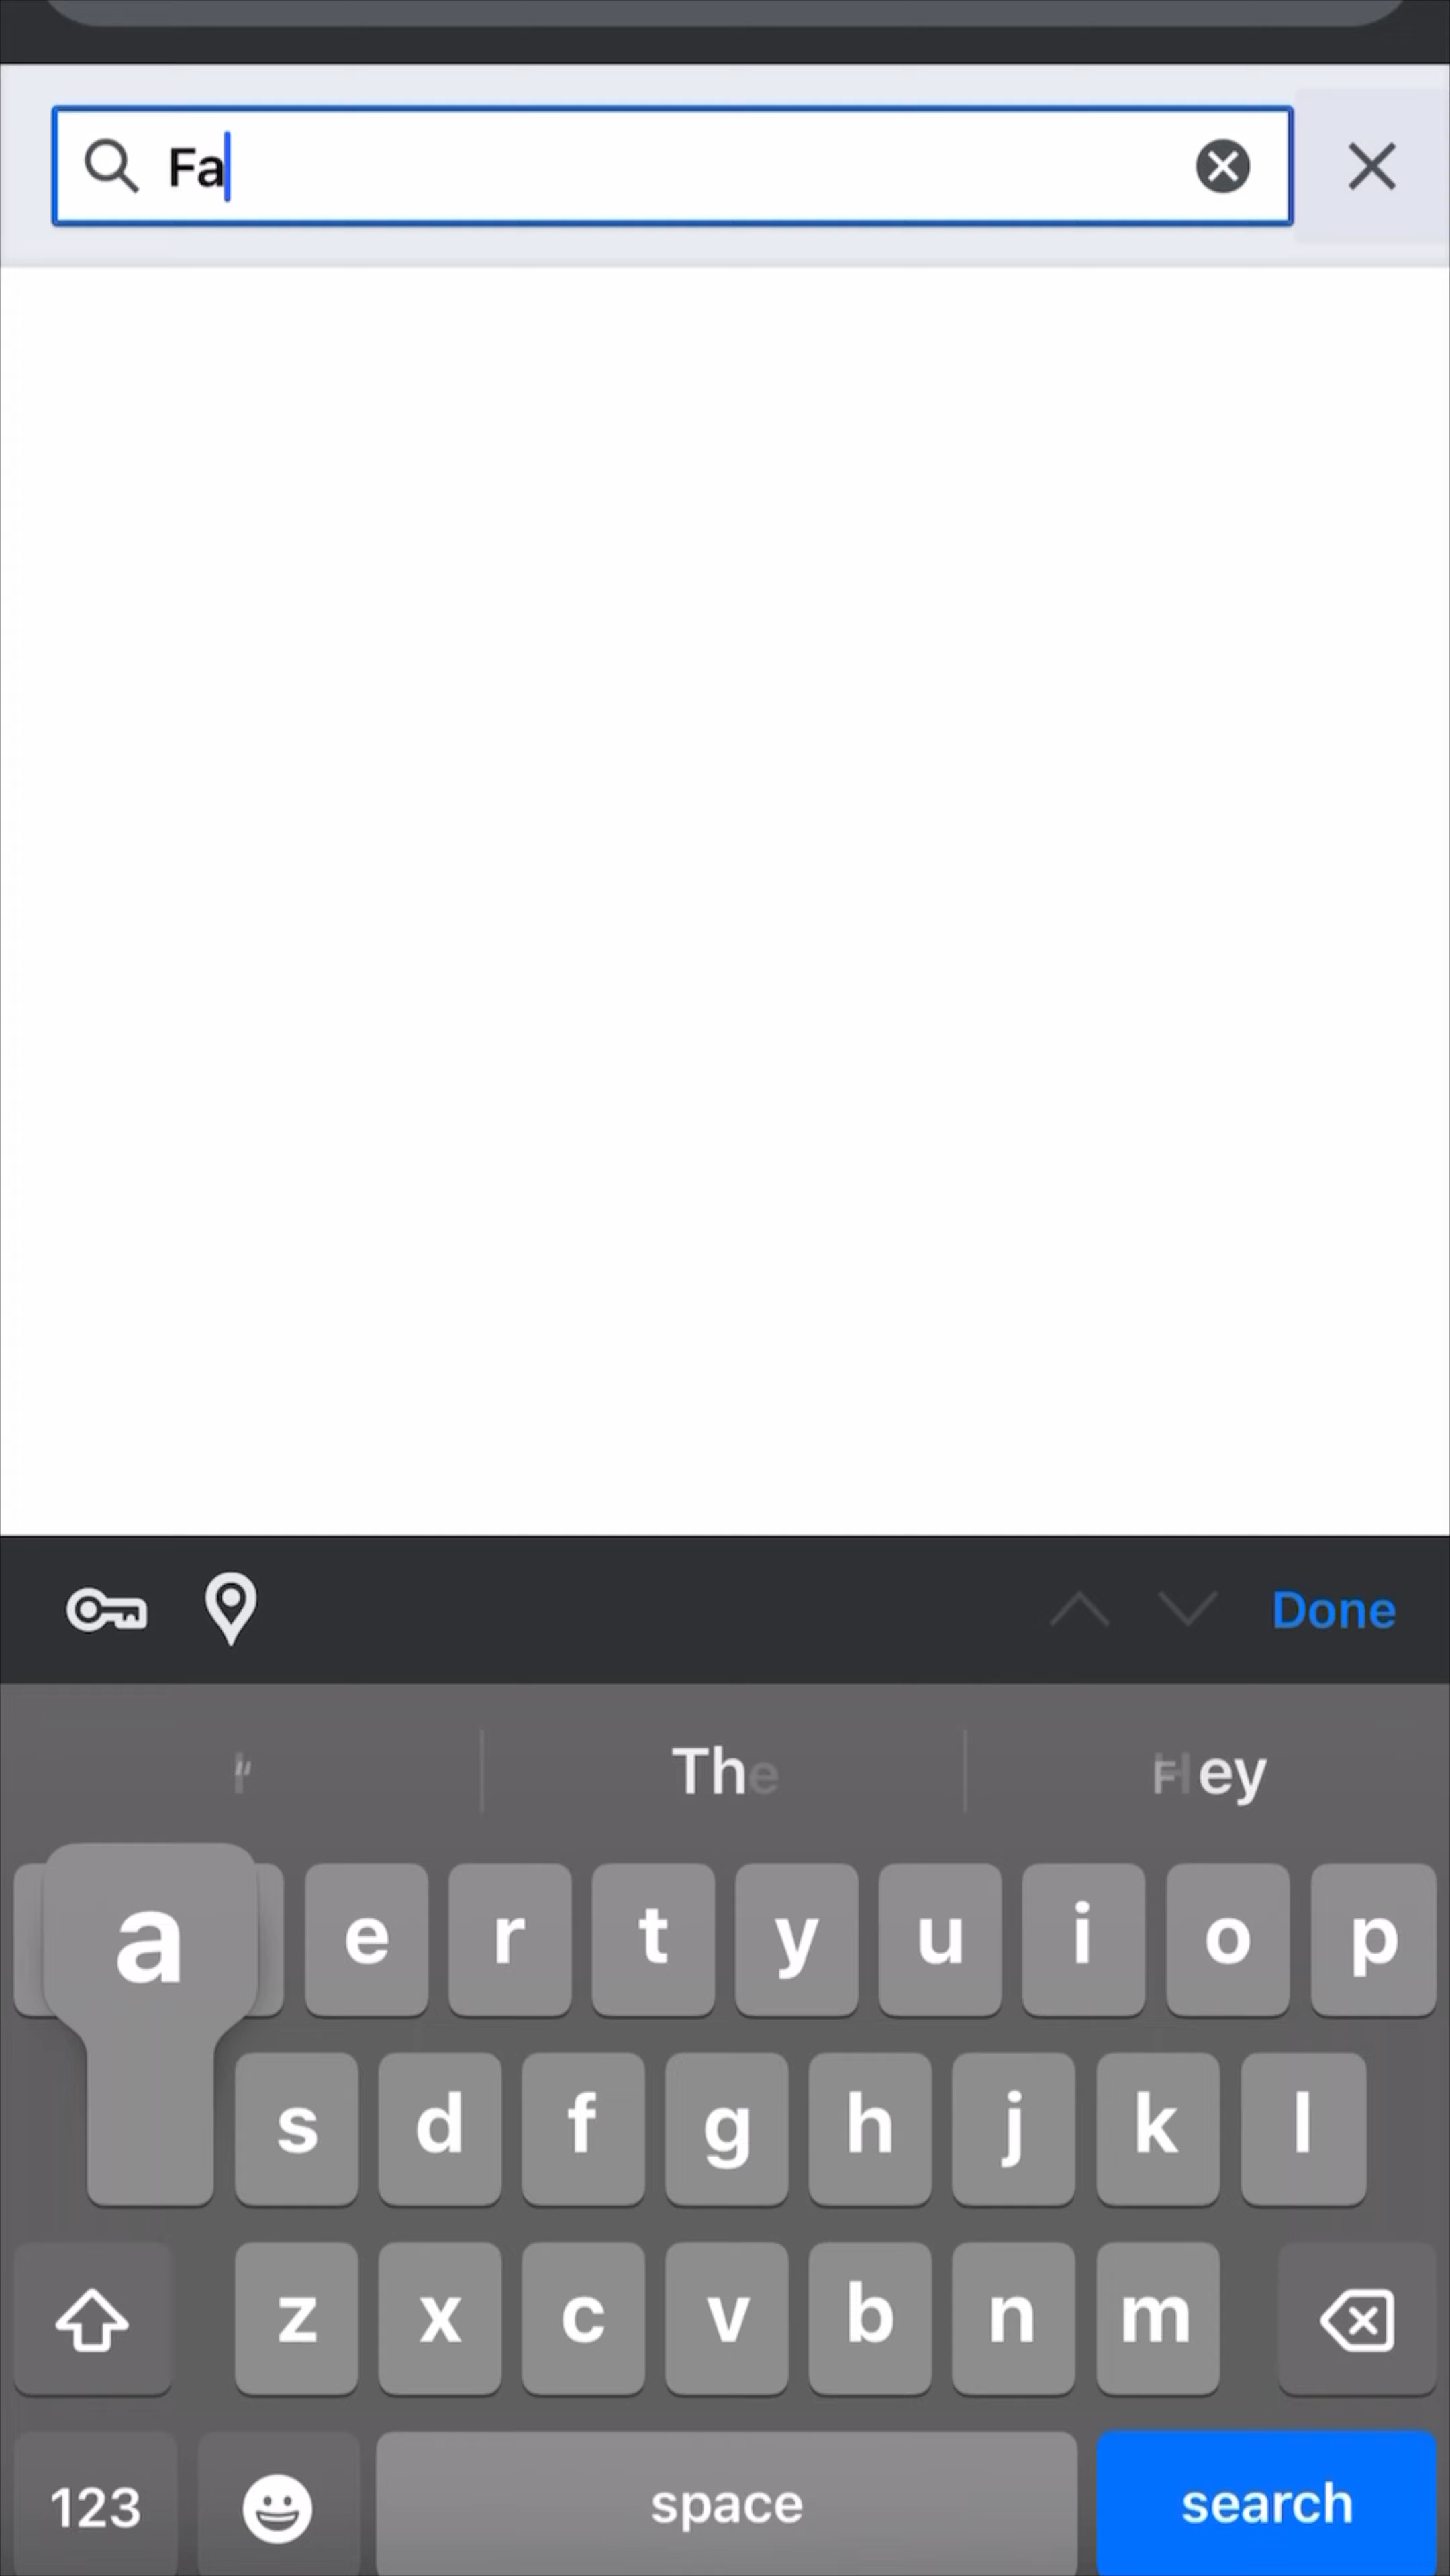 Fa
Done
The
ey
a
e r t y u i o p
s d f g h j k l
z x c v b n m
123
space
search